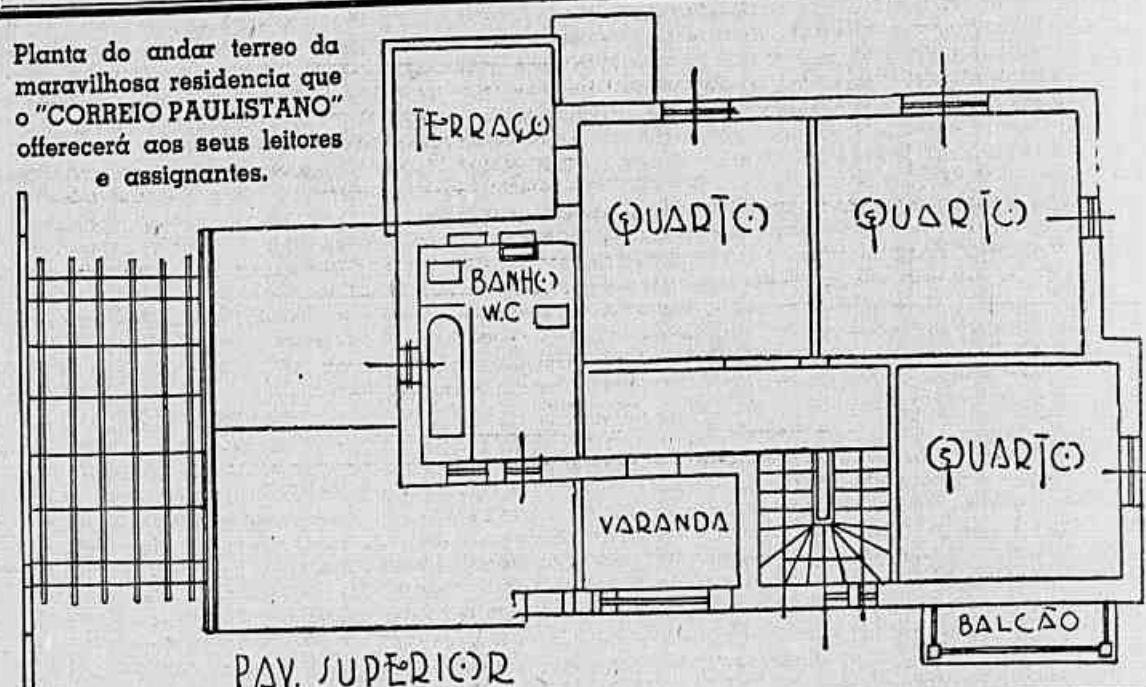 Planta do andar terreo da
maravilhosa residencia que
o "CORREIO PAULISTANO"
offerecerá aos seus leitores
e assignantes.
TERRAÇO
QUARTO
QUARTO
BANHO
W.C
QUARTO
VARANDA
BALCÃO
PAV. SUPERIOR